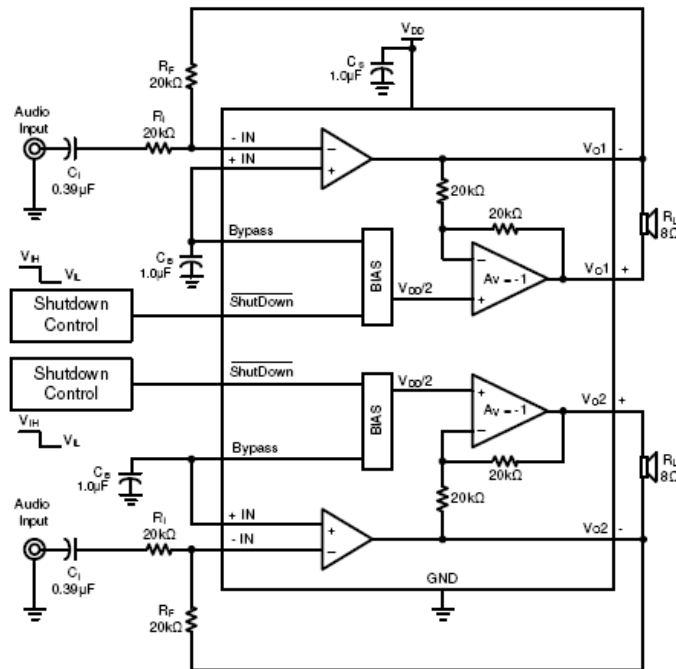 VDD
CS
1.0µF
RF
20kΩ
Audio
Input
Ri
20kΩ
Ci
0.39µF
- IN
+ IN
−
+
VO1 -
20kΩ
20kΩ
RL
8Ω
Bypass
CB
1.0µF
BIAS
VDD/2
−
+
AV = -1
VO1 +
VIH
VIL
Shutdown
Control
ShutDown
Shutdown
Control
ShutDown
VIH
VIL
BIAS
VDD/2
+
−
AV = -1
VO2 +
Bypass
CB
1.0µF
20kΩ
20kΩ
RL
8Ω
Audio
Input
Ri
20kΩ
Ci
0.39µF
+ IN
- IN
+
−
VO2 -
GND
RF
20kΩ